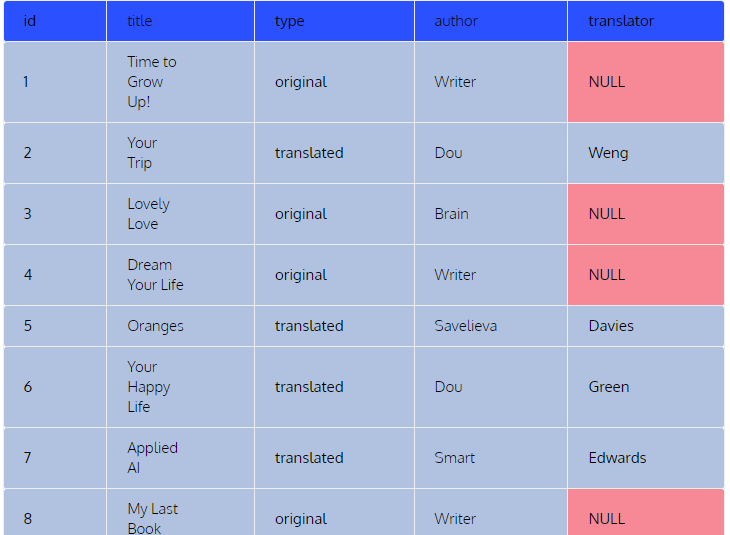 id title type author translator
1 Time to Grow Up! original Writer NULL
2 Your Trip translated Dou Weng
3 Lovely Love original Brain NULL
4 Dream Your Life original Writer NULL
5 Oranges translated Savelieva Davies
6 Your Happy Life translated Dou Green
7 Applied AI translated Smart Edwards
8 My Last Book original Writer NULL